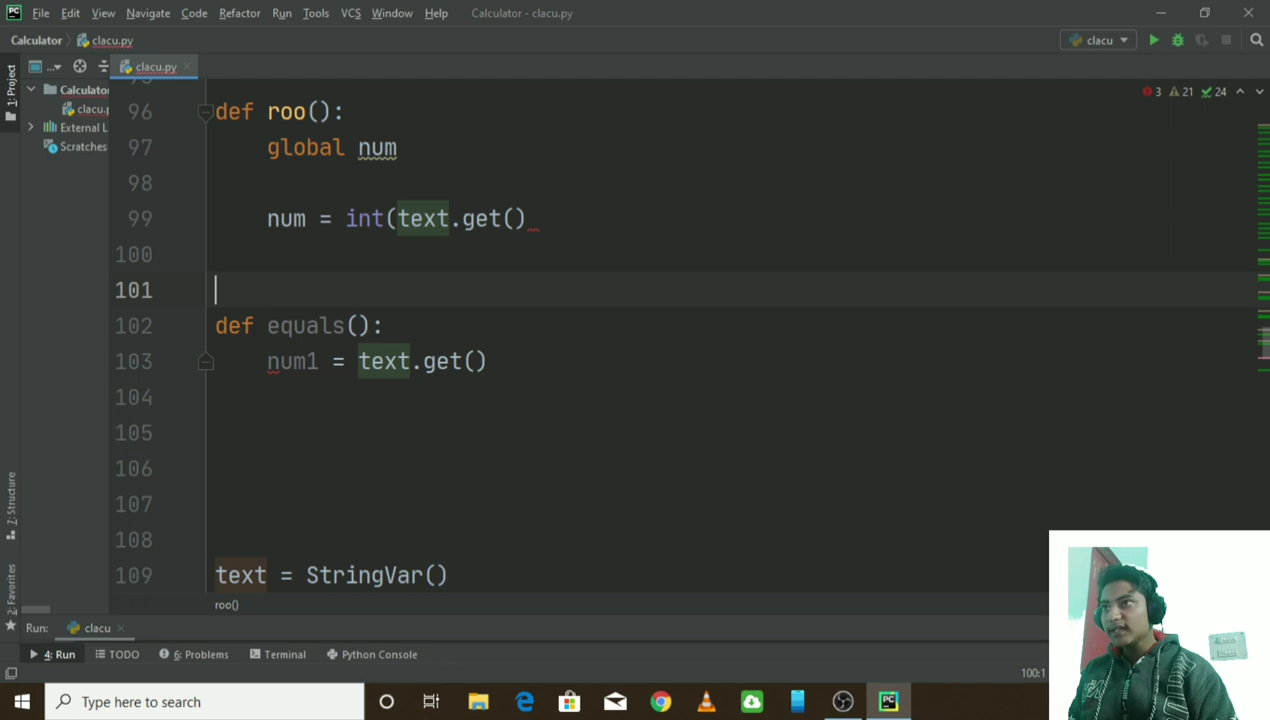 File Edit View Navigate Code Refactor Run Tools VCS Window Help Calculator - clacu.py
Calculator clacu.py clacu
1: Project ... clacu.py
Calculator
clacu.p
External L
Scratches
3 21 24
96 def roo():
97 global num
98
99 num = int(text.get()
100
101
102 def equals():
103 num1 = text.get()
104
105
106
107
108
109 text = StringVar()
roo()
7: Structure
2: Favorites
Run: clacu
4: Run TODO 6: Problems Terminal Python Console
100:1
Type here to search